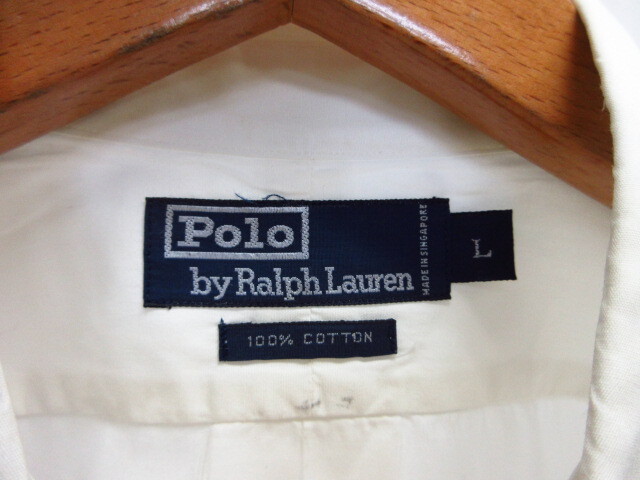 Polo
by Ralph Lauren
MADE IN SINGAPORE
L
100% COTTON